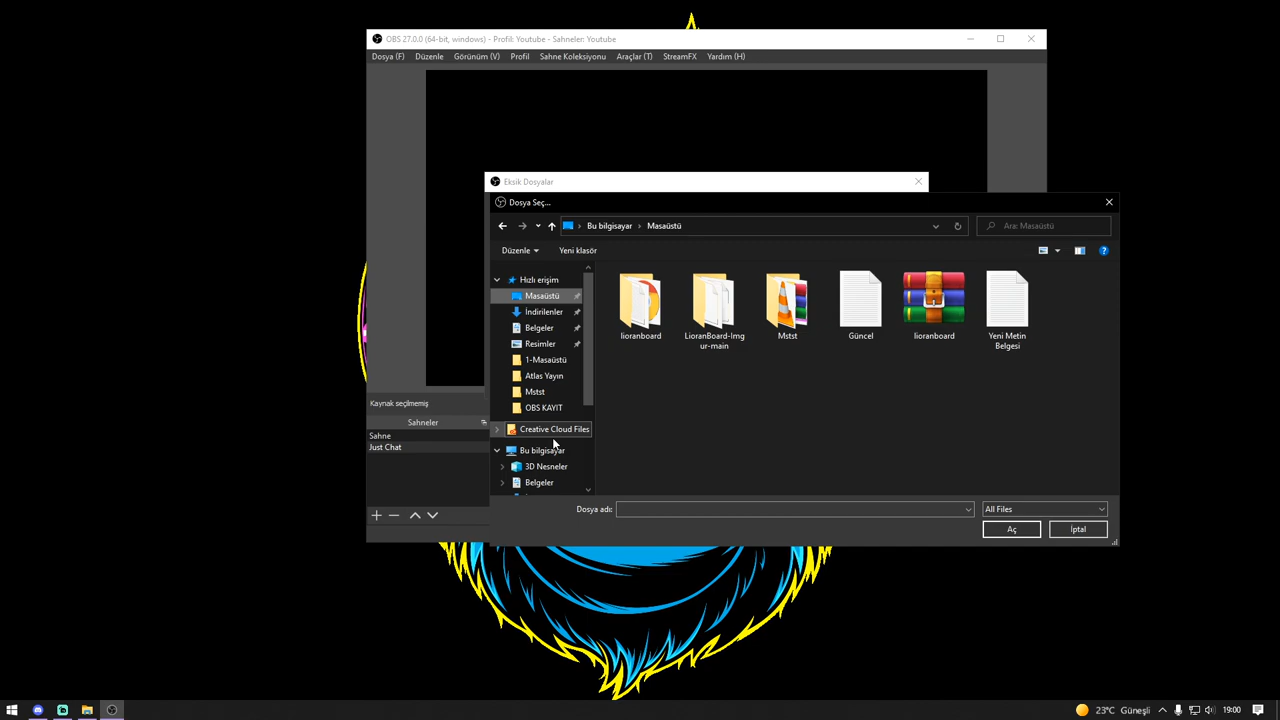 OBS 27.0.0 (64-bit, windows) - Profil: Youtube - Sahneler: Youtube
Dosya (F) Düzenle Görünüm (V) Profil Sahne Koleksiyonu Araçlar (T) StreamFX Yardım (H)
Eksik Dosyalar
Dosya Seç...
Bu bilgisayar Masaüstü
Ara: Masaüstü
Düzenle Yeni klasör
Hızlı erişim
Masaüstü
İndirilenler
Belgeler
Resimler
1-Masaüstü
Atlas Yayın
Mstst
OBS KAYIT
Creative Cloud Files
Bu bilgisayar
3D Nesneler
Belgeler
lioranboard
LioranBoard-Img
ur-main
Mstst
Güncel
lioranboard
Yeni Metin
Belgesi
Dosya adı:
All Files
Aç İptal
Kaynak seçilmemiş
Sahneler
Sahne
Just Chat
23°C Güneşli
19:00